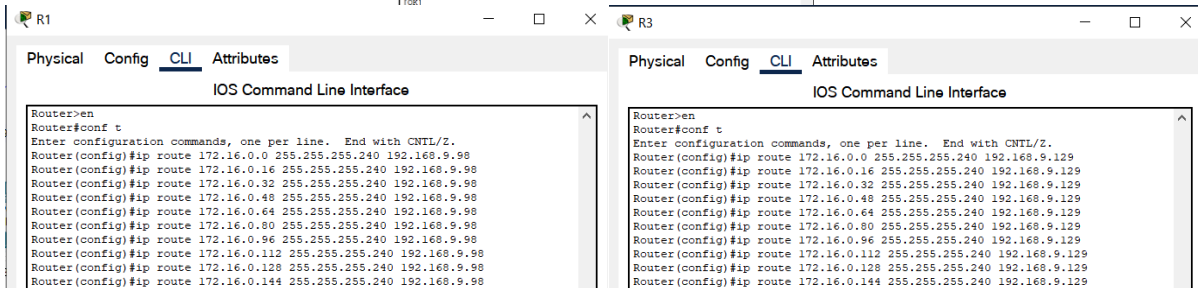 R1
Physical Config CLI Attributes
IOS Command Line Interface
Router>en
Router#conf t
Enter configuration commands, one per line. End with CNTL/Z.
Router(config)#ip route 172.16.0.0 255.255.255.240 192.168.9.98
Router(config)#ip route 172.16.0.16 255.255.255.240 192.168.9.98
Router(config)#ip route 172.16.0.32 255.255.255.240 192.168.9.98
Router(config)#ip route 172.16.0.48 255.255.255.240 192.168.9.98
Router(config)#ip route 172.16.0.64 255.255.255.240 192.168.9.98
Router(config)#ip route 172.16.0.80 255.255.255.240 192.168.9.98
Router(config)#ip route 172.16.0.96 255.255.255.240 192.168.9.98
Router(config)#ip route 172.16.0.112 255.255.255.240 192.168.9.98
Router(config)#ip route 172.16.0.128 255.255.255.240 192.168.9.98
Router(config)#ip route 172.16.0.144 255.255.255.240 192.168.9.98
R3
Physical Config CLI Attributes
IOS Command Line Interface
Router>en
Router#conf t
Enter configuration commands, one per line. End with CNTL/Z.
Router(config)#ip route 172.16.0.0 255.255.255.240 192.168.9.129
Router(config)#ip route 172.16.0.16 255.255.255.240 192.168.9.129
Router(config)#ip route 172.16.0.32 255.255.255.240 192.168.9.129
Router(config)#ip route 172.16.0.48 255.255.255.240 192.168.9.129
Router(config)#ip route 172.16.0.64 255.255.255.240 192.168.9.129
Router(config)#ip route 172.16.0.80 255.255.255.240 192.168.9.129
Router(config)#ip route 172.16.0.96 255.255.255.240 192.168.9.129
Router(config)#ip route 172.16.0.112 255.255.255.240 192.168.9.129
Router(config)#ip route 172.16.0.128 255.255.255.240 192.168.9.129
Router(config)#ip route 172.16.0.144 255.255.255.240 192.168.9.129